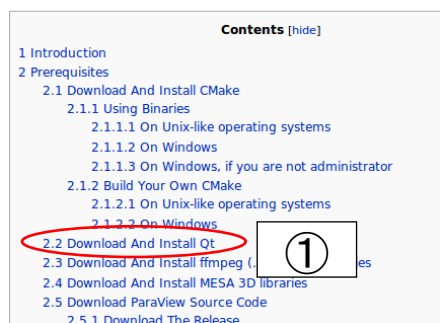 Contents [hide]
1 Introduction
2 Prerequisites
2.1 Download And Install CMake
2.1.1 Using Binaries
2.1.1.1 On Unix-like operating systems
2.1.1.2 On Windows
2.1.1.3 On Windows, if you are not administrator
2.1.2 Build Your Own CMake
2.1.2.1 On Unix-like operating systems
2.1.2.2 On Windows
2.2 Download And Install Qt
①
2.3 Download And Install ffmpeg (. es
2.4 Download And Install MESA 3D libraries
2.5 Download ParaView Source Code
2.5.1 Download The Release